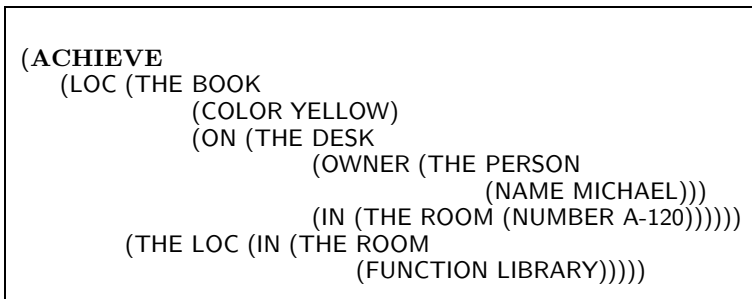 (ACHIEVE
(LOC (THE BOOK
(COLOR YELLOW)
(ON (THE DESK
(OWNER (THE PERSON
(NAME MICHAEL)))
(IN (THE ROOM (NUMBER A-120))))))
(THE LOC (IN (THE ROOM
(FUNCTION LIBRARY)))))